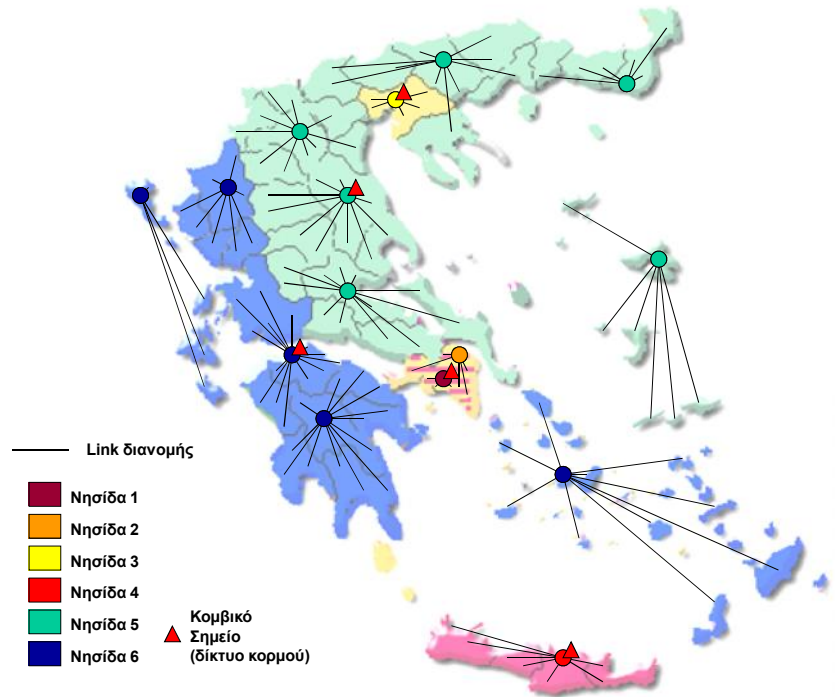 Link διανομής
Νησίδα 1
Νησίδα 2
Νησίδα 3
Νησίδα 4
Νησίδα 5
Νησίδα 6
Κομβικό
Σημείο
(δίκτυο κορμού)